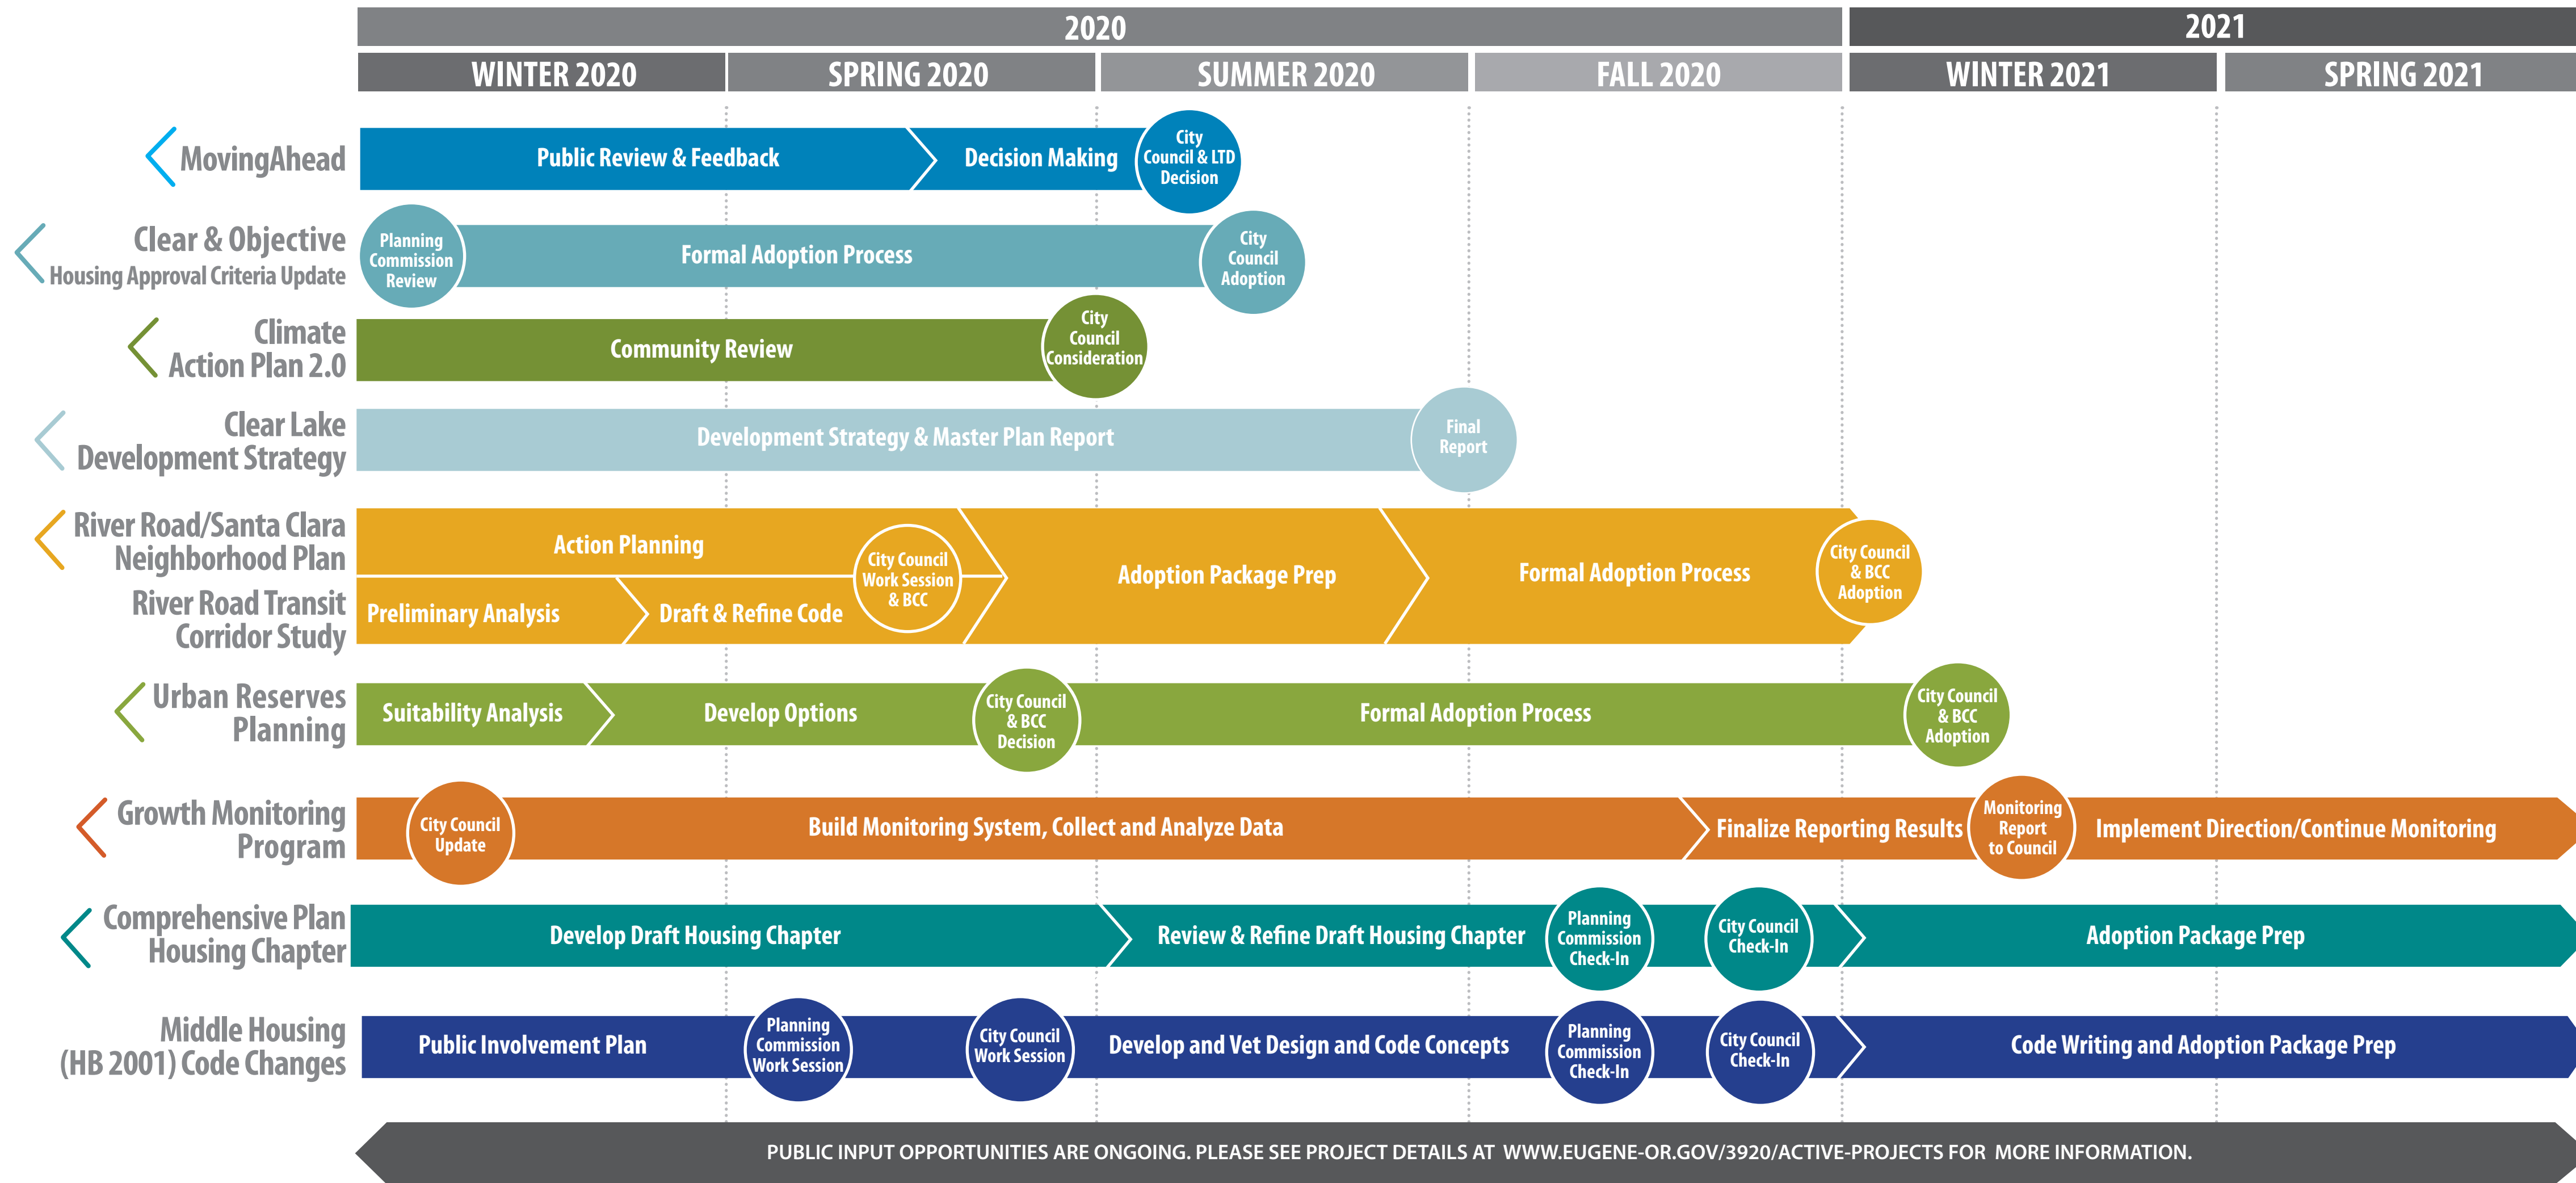 2020
2021
WINTER 2020
SPRING 2020
SUMMER 2020
FALL 2020
WINTER 2021
SPRING 2021
MovingAhead
Public Review & Feedback
Decision Making
City
Council & LTD
Decision
Clear & Objective
Housing Approval Criteria Update
Planning
Commission
Review
Formal Adoption Process
City
Council
Adoption
Climate
Action Plan 2.0
Community Review
City
Council
Consideration
Clear Lake
Development Strategy
Development Strategy & Master Plan Report
Final
Report
River Road/Santa Clara
Neighborhood Plan
River Road Transit
Corridor Study
Action Planning
Preliminary Analysis
Draft & Refine Code
City Council
Work Session
& BCC
Adoption Package Prep
Formal Adoption Process
City Council
& BCC
Adoption
Urban Reserves
Planning
Suitability Analysis
Develop Options
City Council
& BCC
Decision
Formal Adoption Process
City Council
& BCC
Adoption
Growth Monitoring
Program
City Council
Update
Build Monitoring System, Collect and Analyze Data
Finalize Reporting Results
Monitoring
Report
to Council
Implement Direction/Continue Monitoring
Comprehensive Plan
Housing Chapter
Develop Draft Housing Chapter
Review & Refine Draft Housing Chapter
Planning
Commission
Check-In
City Council
Check-In
Adoption Package Prep
Middle Housing
(HB 2001) Code Changes
Public Involvement Plan
Planning
Commission
Work Session
City Council
Work Session
Develop and Vet Design and Code Concepts
Planning
Commission
Check-In
City Council
Check-In
Code Writing and Adoption Package Prep
PUBLIC INPUT OPPORTUNITIES ARE ONGOING. PLEASE SEE PROJECT DETAILS AT WWW.EUGENE-OR.GOV/3920/ACTIVE-PROJECTS FOR MORE INFORMATION.